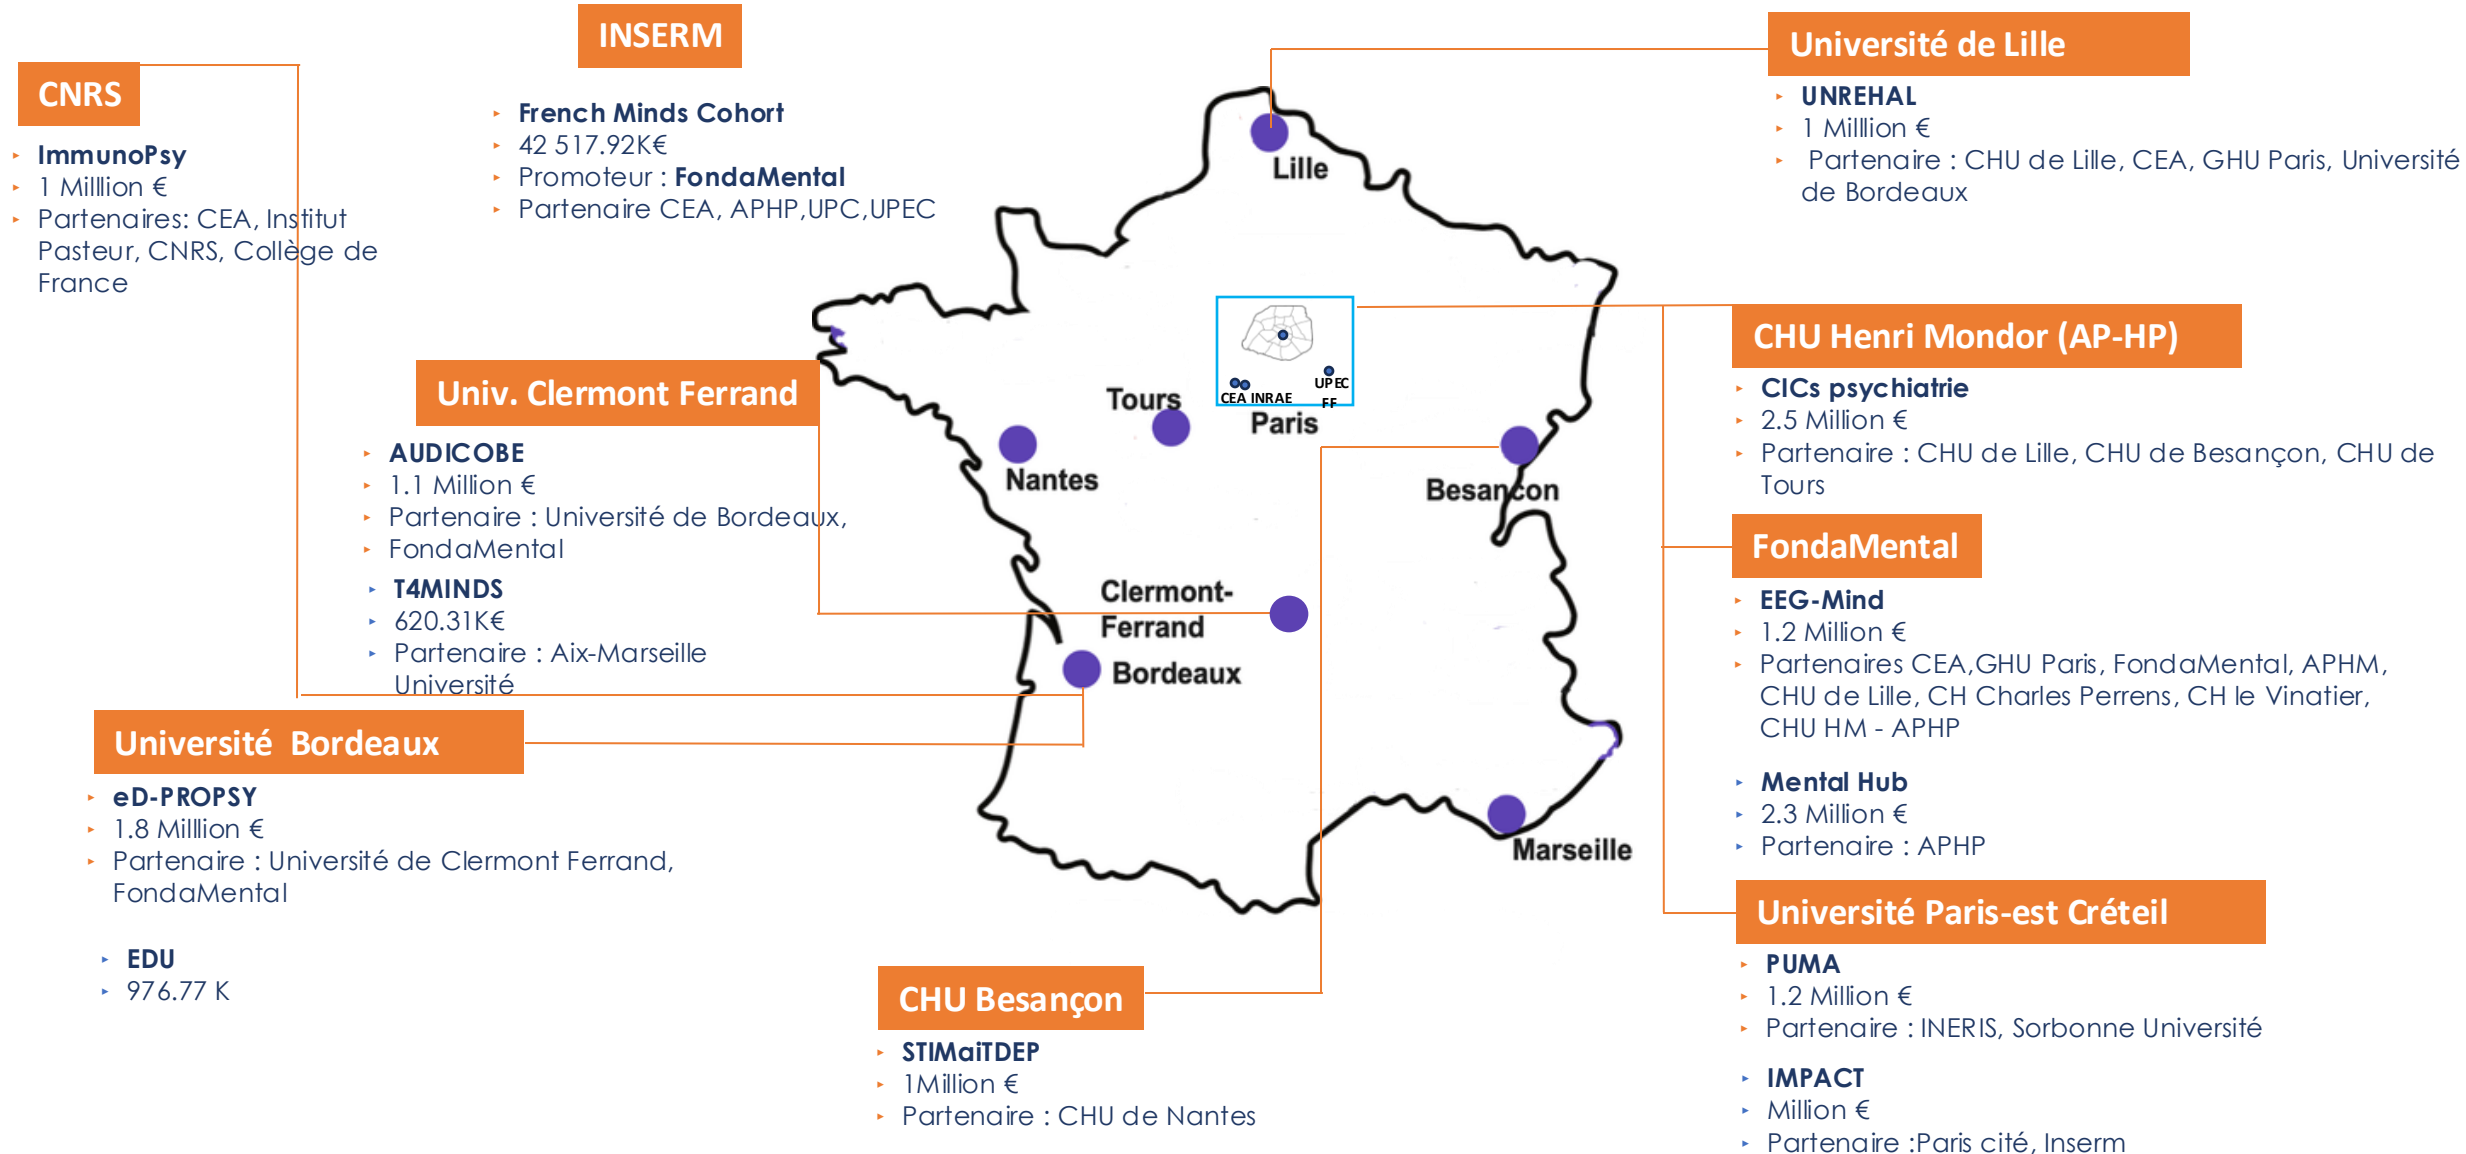 INSERM
French Minds Cohort
42 517.92K€
Promoteur : FondaMental
Partenaire CEA, APHP,UPC,UPEC
CNRS
ImmunoPsy
1 Milllion €
Partenaires: CEA, Institut
Pasteur, CNRS, Collège de
France
Université de Lille
UNREHAL
1 Milllion €
Partenaire : CHU de Lille, CEA, GHU Paris, Université
de Bordeaux
Univ. Clermont Ferrand
AUDICOBE
1.1 Million €
Partenaire : Université de Bordeaux,
FondaMental
T4MINDS
620.31K€
Partenaire : Aix-Marseille
Université
Université  Bordeaux
eD-PROPSY
1.8 Milllion €
Partenaire : Université de Clermont Ferrand,
FondaMental
EDU
976.77 K
Lille
Tours
CEA INRAE
UPEC
FF
Paris
Nantes
Besançon
Clermont-
Ferrand
Bordeaux
Marseille
CHU Besançon
STIMaiTDEP
1Million €
Partenaire : CHU de Nantes
CHU Henri Mondor (AP-HP)
CICs psychiatrie
2.5 Million €
Partenaire : CHU de Lille, CHU de Besançon, CHU de
Tours
FondaMental
EEG-Mind
1.2 Million €
Partenaires CEA,GHU Paris, FondaMental, APHM,
CHU de Lille, CH Charles Perrens, CH le Vinatier,
CHU HM - APHP
Mental Hub
2.3 Million €
Partenaire : APHP
Université Paris-est Créteil
PUMA
1.2 Million €
Partenaire : INERIS, Sorbonne Université
IMPACT
Million €
Partenaire :Paris cité, Inserm